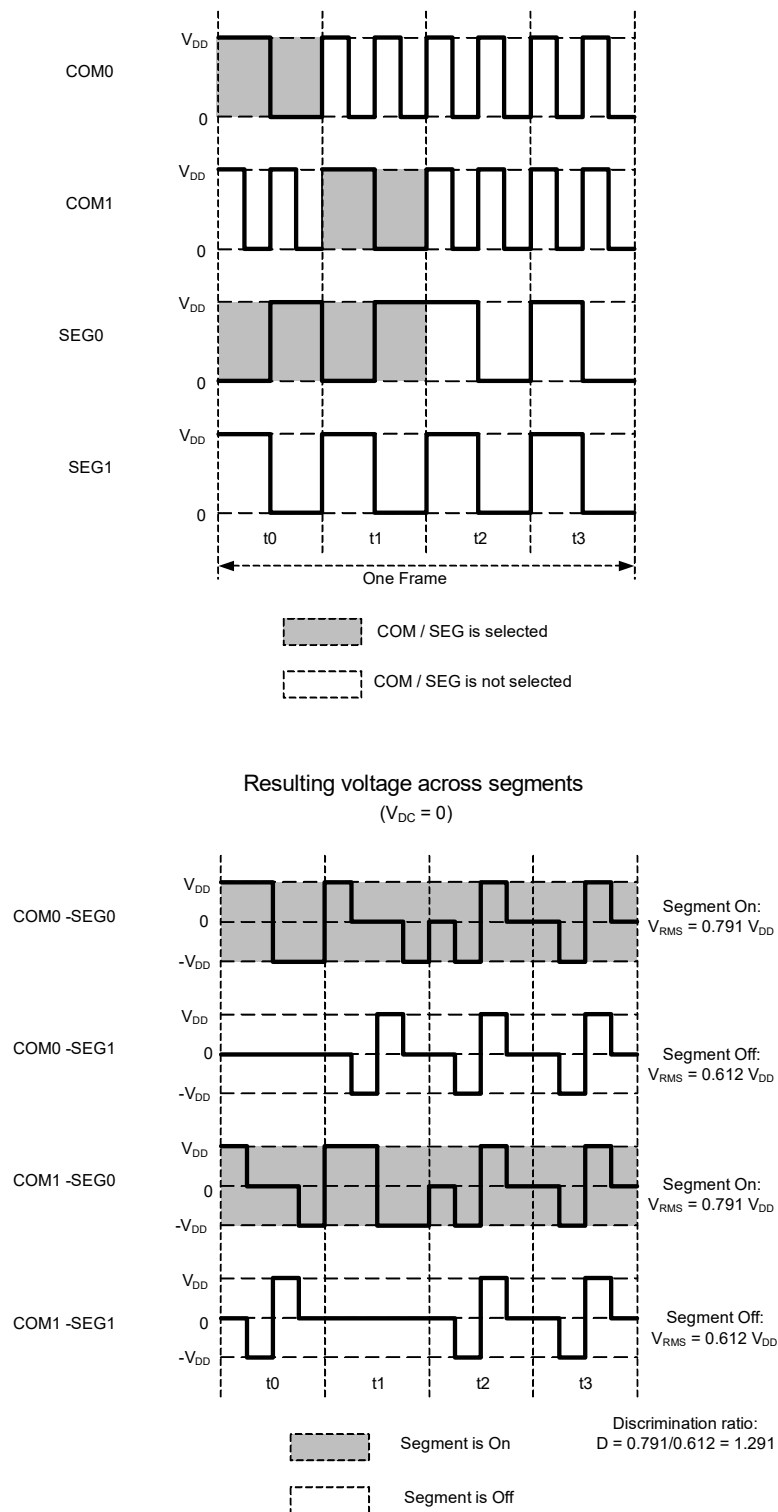 V_DD
COM0
0
V_DD
COM1
0
V_DD
SEG0
0
V_DD
SEG1
0
t0 t1 t2 t3
One Frame
COM / SEG is selected
COM / SEG is not selected
Resulting voltage across segments
(V_DC = 0)
V_DD
COM0 -SEG0
0
-V_DD
Segment On:
V_RMS = 0.791 V_DD
V_DD
COM0 -SEG1
0
-V_DD
Segment Off:
V_RMS = 0.612 V_DD
V_DD
COM1 -SEG0
0
-V_DD
Segment On:
V_RMS = 0.791 V_DD
V_DD
COM1 -SEG1
0
-V_DD
Segment Off:
V_RMS = 0.612 V_DD
t0 t1 t2 t3
Discrimination ratio:
D = 0.791/0.612 = 1.291
Segment is On
Segment is Off